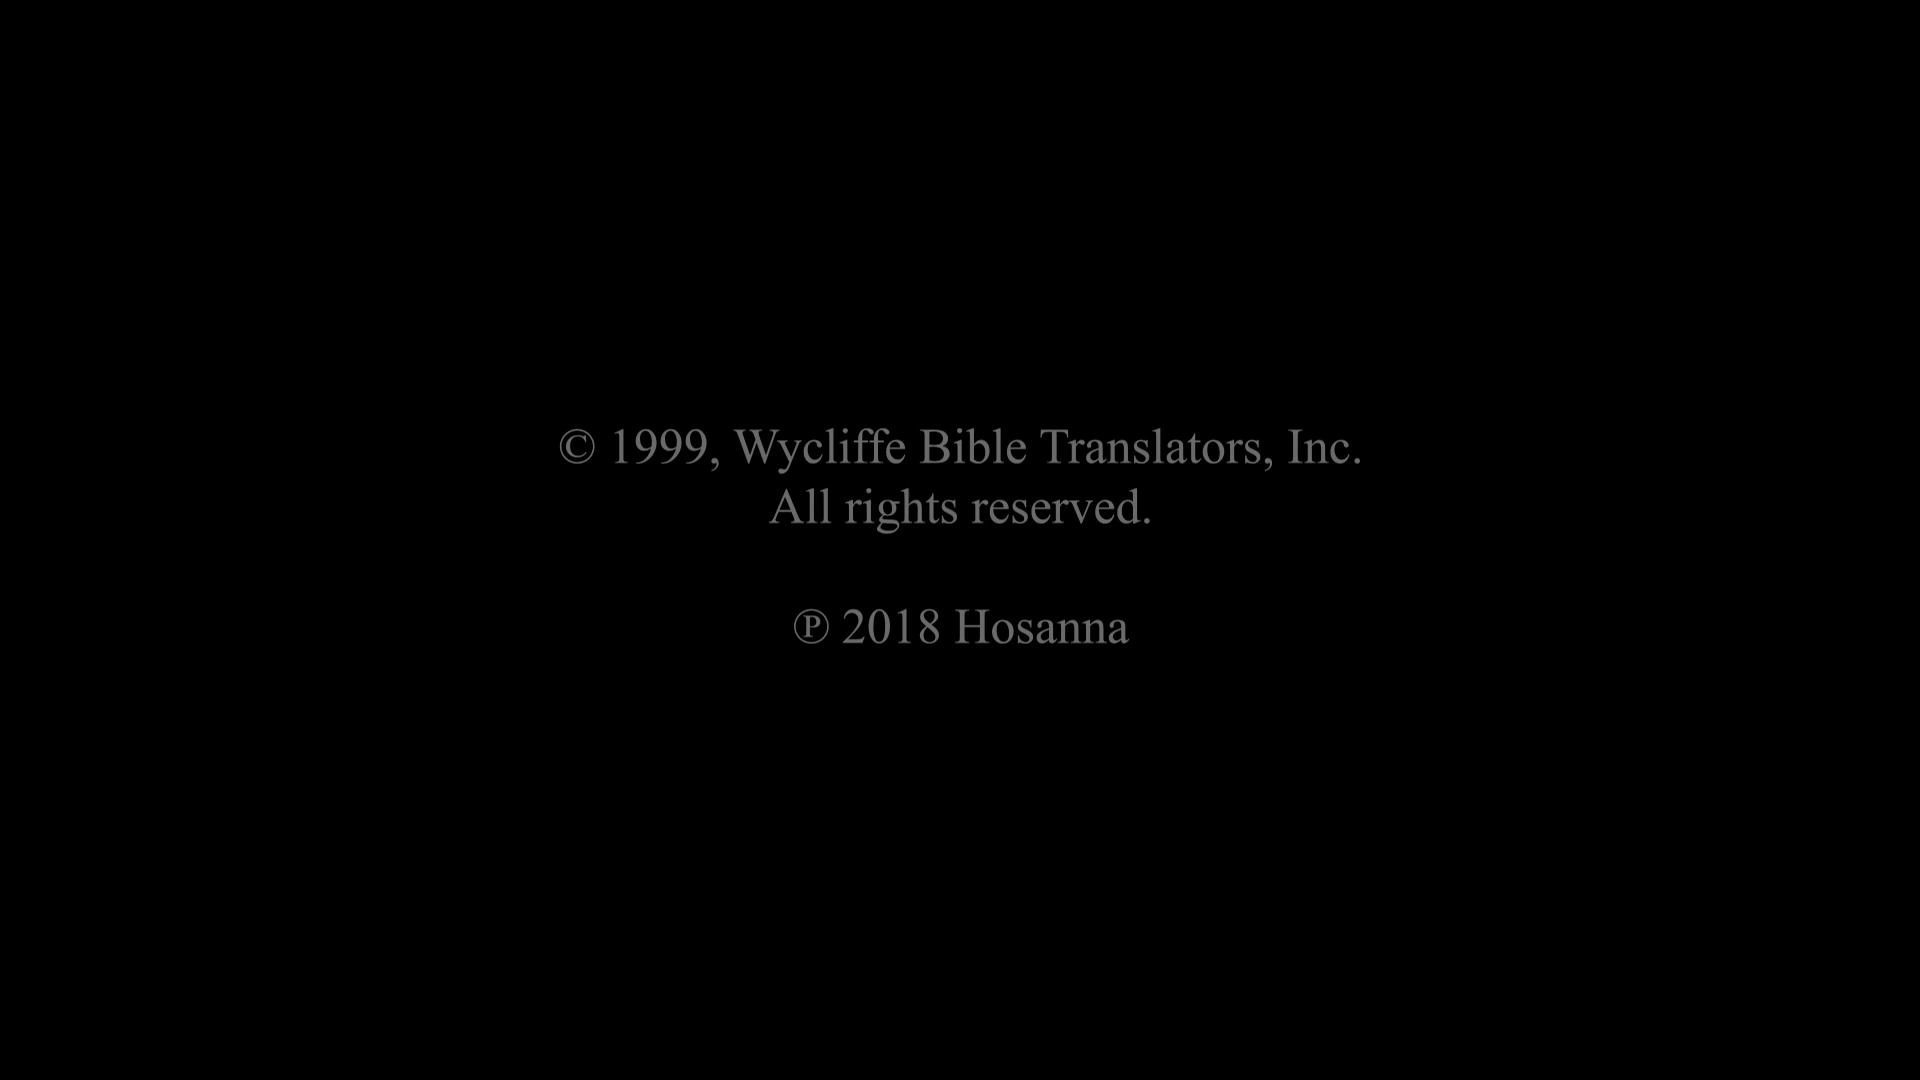 © 1999, Wycliffe Bible Translators, Inc.
All rights reserved.
℗ 2018 Hosanna